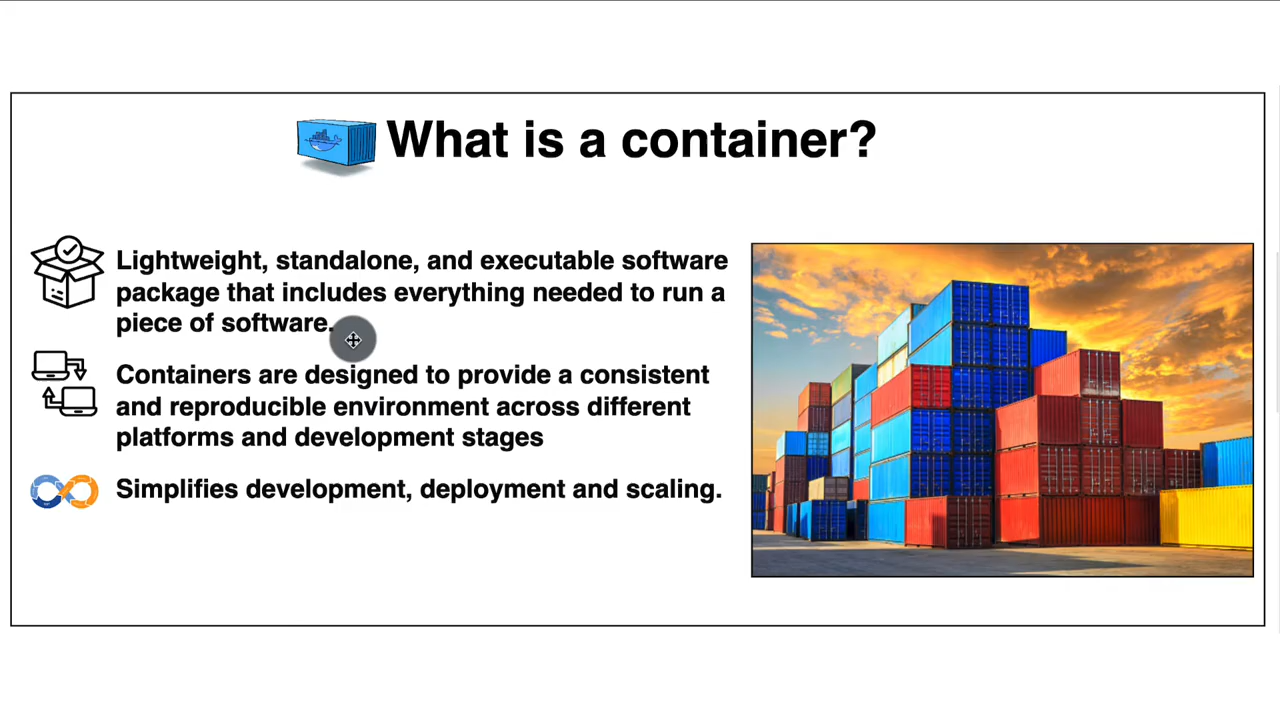 What is a container?
Lightweight, standalone, and executable software
package that includes everything needed to run a
piece of software.
Containers are designed to provide a consistent
and reproducible environment across different
platforms and development stages
Simplifies development, deployment and scaling.